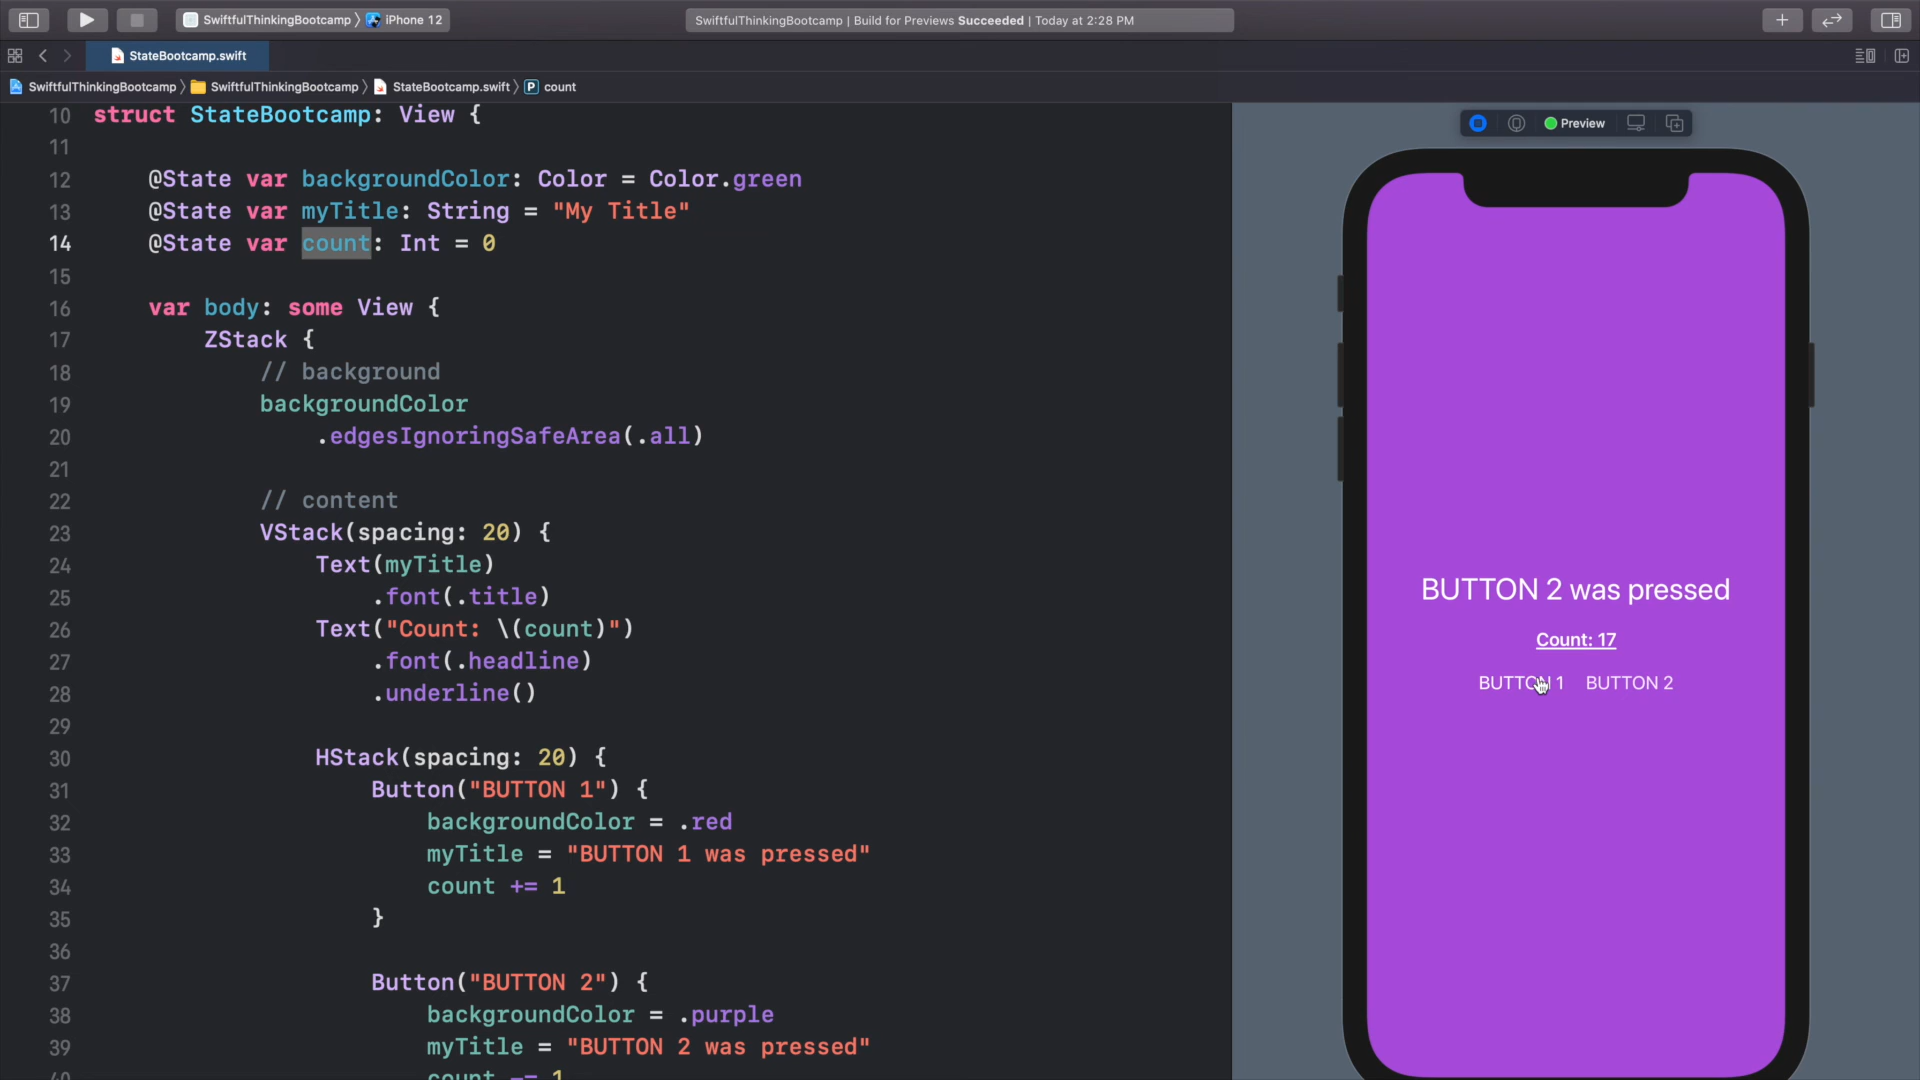 SwiftfulThinkingBootcamp 〉 iPhone 12
SwiftfulThinkingBootcamp | Build for Previews Succeeded | Today at 2:28 PM
StateBootcamp.swift
SwiftfulThinkingBootcamp 〉 SwiftfulThinkingBootcamp 〉 StateBootcamp.swift 〉 P count
10 struct StateBootcamp: View {
11
12 @State var backgroundColor: Color = Color.green
13 @State var myTitle: String = "My Title"
14 @State var count: Int = 0
15
16 var body: some View {
17 ZStack {
18 // background
19 backgroundColor
20 .edgesIgnoringSafeArea(.all)
21
22 // content
23 VStack(spacing: 20) {
24 Text(myTitle)
25 .font(.title)
26 Text("Count: \(count)")
27 .font(.headline)
28 .underline()
29
30 HStack(spacing: 20) {
31 Button("BUTTON 1") {
32 backgroundColor = .red
33 myTitle = "BUTTON 1 was pressed"
34 count += 1
35 }
36
37 Button("BUTTON 2") {
38 backgroundColor = .purple
39 myTitle = "BUTTON 2 was pressed"
40 count -= 1
Preview
BUTTON 2 was pressed
Count: 17
BUTTON 1 BUTTON 2